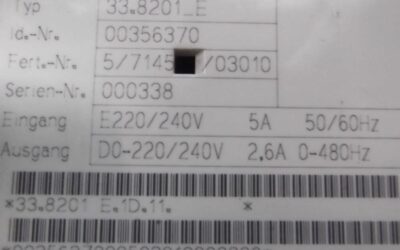 Typ 33.8201_E
Id.-Nr. 00356370
Fert.-Nr. 5/7145 /03010
Serien-Nr. 000338
Eingang E220/240V 5A 50/60Hz
Ausgang D0-220/240V 2,6A 0-480Hz
*33.8201 E.1D.11. *